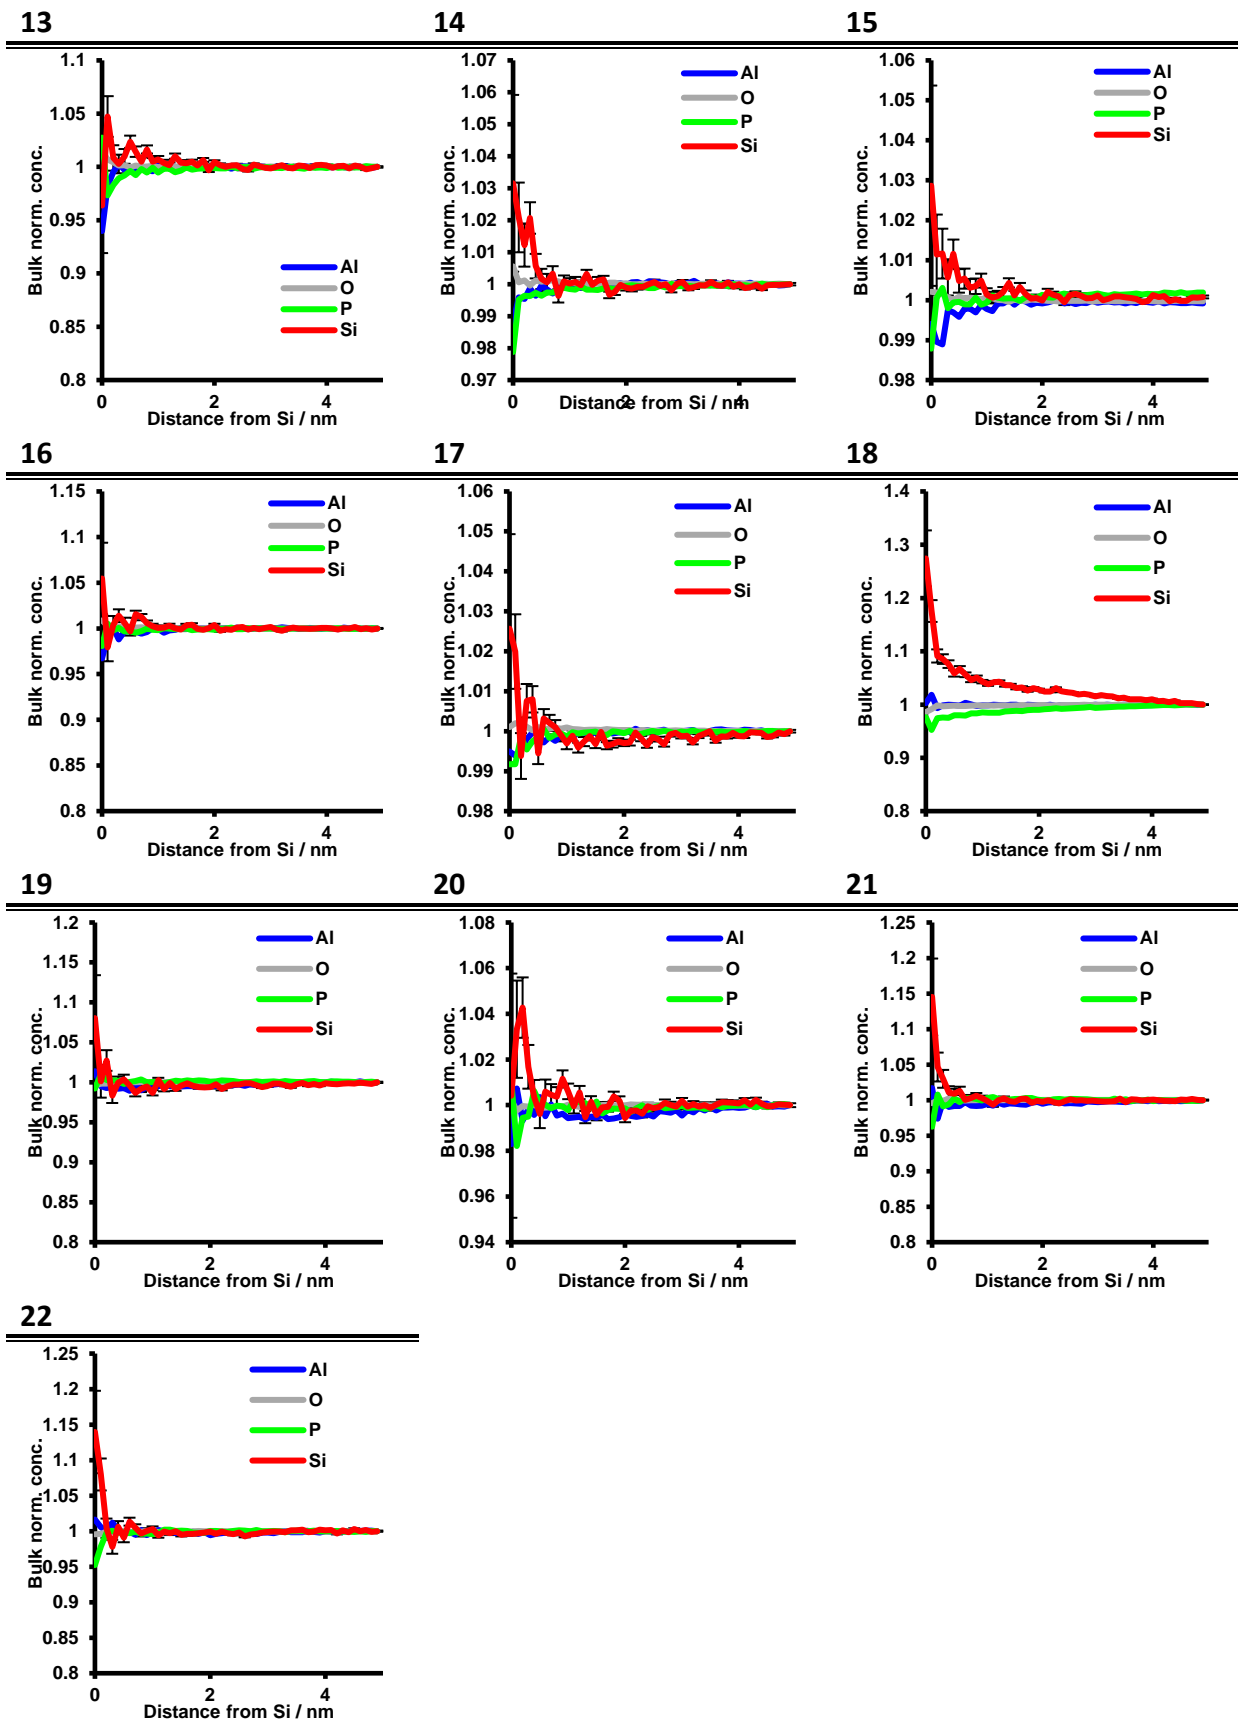 13
1.1
1.05
1
0.95
0.9
0.85
0.8
Bulk norm. conc.
Al
O
P
Si
0 2 4
Distance from Si / nm
14
1.07
1.06
1.05
1.04
1.03
1.02
1.01
1
0.99
0.98
0.97
Bulk norm. conc.
Al
O
P
Si
0 2 4
Distance from Si / nm
15
1.06
1.05
1.04
1.03
1.02
1.01
1
0.99
0.98
Bulk norm. conc.
Al
O
P
Si
0 2 4
Distance from Si / nm
16
1.15
1.1
1.05
1
0.95
0.9
0.85
0.8
Bulk norm. conc.
Al
O
P
Si
0 2 4
Distance from Si / nm
17
1.06
1.05
1.04
1.03
1.02
1.01
1
0.99
0.98
Bulk norm. conc.
Al
O
P
Si
0 2 4
Distance from Si / nm
18
1.4
1.3
1.2
1.1
1
0.9
0.8
Bulk norm. conc.
Al
O
P
Si
0 2 4
Distance from Si / nm
19
1.2
1.15
1.1
1.05
1
0.95
0.9
0.85
0.8
Bulk norm. conc.
Al
O
P
Si
0 2 4
Distance from Si / nm
20
1.08
1.06
1.04
1.02
1
0.98
0.96
0.94
Bulk norm. conc.
Al
O
P
Si
0 2 4
Distance from Si / nm
21
1.25
1.2
1.15
1.1
1.05
1
0.95
0.9
0.85
0.8
Bulk norm. conc.
Al
O
P
Si
0 2 4
Distance from Si / nm
22
1.25
1.2
1.15
1.1
1.05
1
0.95
0.9
0.85
0.8
Bulk norm. conc.
Al
O
P
Si
0 2 4
Distance from Si / nm